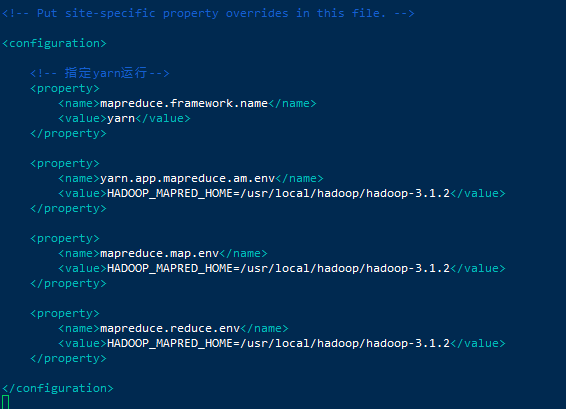 <!-- Put site-specific property overrides in this file. -->
<configuration>
<!-- 指定yarn运行-->
<property>
<name>mapreduce.framework.name</name>
<value>yarn</value>
</property>
<property>
<name>yarn.app.mapreduce.am.env</name>
<value>HADOOP_MAPRED_HOME=/usr/local/hadoop/hadoop-3.1.2</value>
</property>
<property>
<name>mapreduce.map.env</name>
<value>HADOOP_MAPRED_HOME=/usr/local/hadoop/hadoop-3.1.2</value>
</property>
<property>
<name>mapreduce.reduce.env</name>
<value>HADOOP_MAPRED_HOME=/usr/local/hadoop/hadoop-3.1.2</value>
</property>
</configuration>